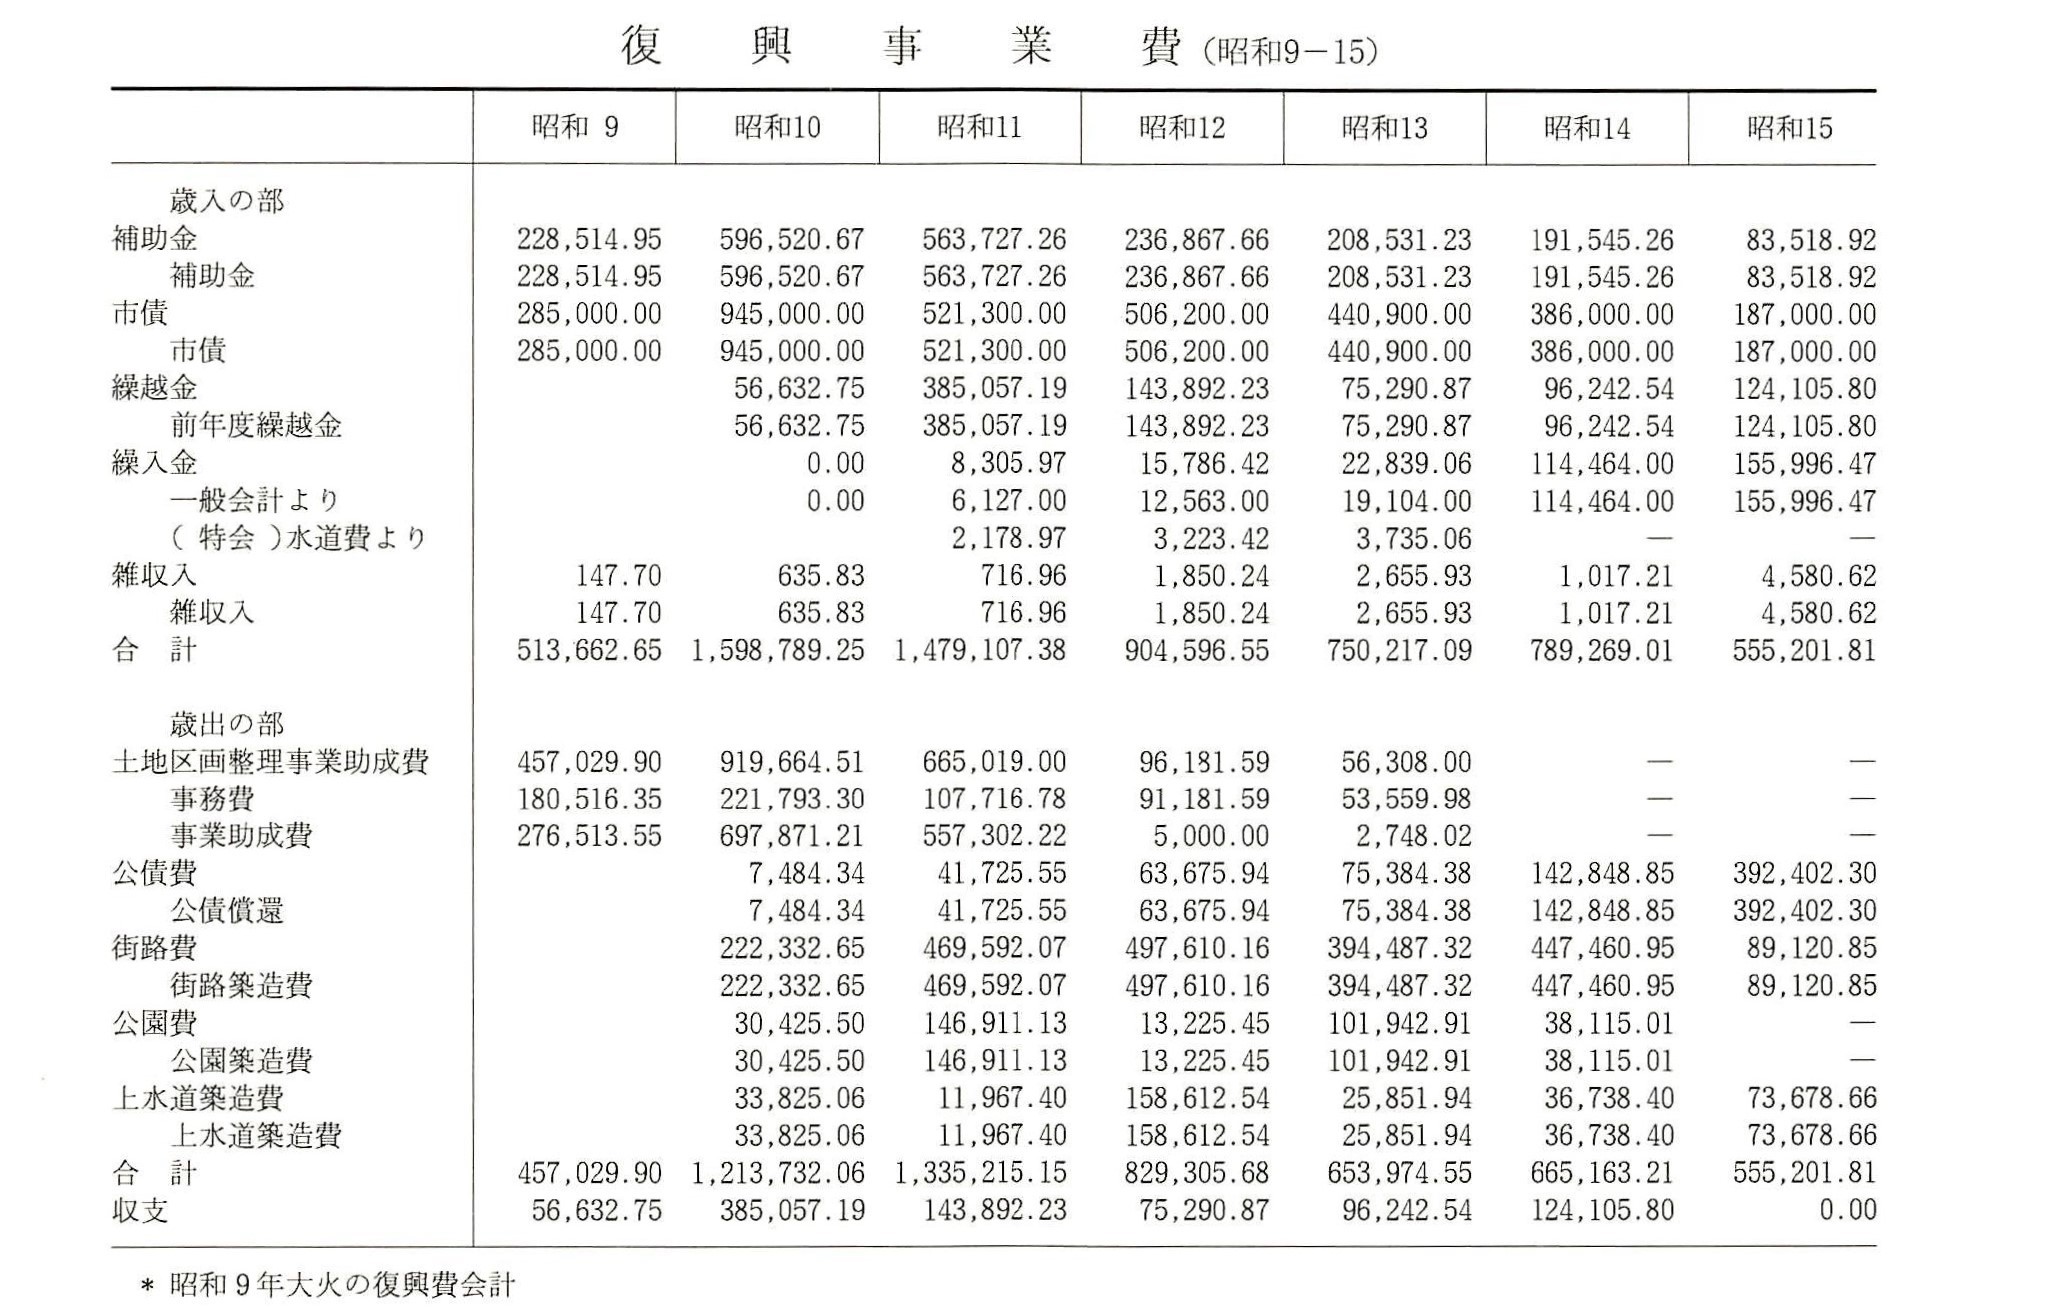 復興事業費(昭和9−15)
昭和 9 昭和10 昭和11 昭和12 昭和13 昭和14 昭和15
歳入の部
補助金 228,514.95 596,520.67 563,727.26 236,867.66 208,531.23 191,545.26 83,518.92
補助金 228,514.95 596,520.67 563,727.26 236,867.66 208,531.23 191,545.26 83,518.92
市債 285,000.00 945,000.00 521,300.00 506,200.00 440,900.00 386,000.00 187,000.00
市債 285,000.00 945,000.00 521,300.00 506,200.00 440,900.00 386,000.00 187,000.00
繰越金 56,632.75 385,057.19 143,892.23 75,290.87 96,242.54 124,105.80
前年度繰越金 56,632.75 385,057.19 143,892.23 75,290.87 96,242.54 124,105.80
繰入金 0.00 8,305.97 15,786.42 22,839.06 114,464.00 155,996.47
一般会計より 0.00 6,127.00 12,563.00 19,104.00 114,464.00 155,996.47
(特会)水道費より 2,178.97 3,223.42 3,735.06 — —
雑収入 147.70 635.83 716.96 1,850.24 2,655.93 1,017.21 4,580.62
雑収入 147.70 635.83 716.96 1,850.24 2,655.93 1,017.21 4,580.62
合 計 513,662.65 1,598,789.25 1,479,107.38 904,596.55 750,217.09 789,269.01 555,201.81
歳出の部
土地区画整理事業助成費 457,029.90 919,664.51 665,019.00 96,181.59 56,308.00 — —
事務費 180,516.35 221,793.30 107,716.78 91,181.59 53,559.98 — —
事業助成費 276,513.55 697,871.21 557,302.22 5,000.00 2,748.02 — —
公債費 7,484.34 41,725.55 63,675.94 75,384.38 142,848.85 392,402.30
公債償還 7,484.34 41,725.55 63,675.94 75,384.38 142,848.85 392,402.30
街路費 222,332.65 469,592.07 497,610.16 394,487.32 447,460.95 89,120.85
街路築造費 222,332.65 469,592.07 497,610.16 394,487.32 447,460.95 89,120.85
公園費 30,425.50 146,911.13 13,225.45 101,942.91 38,115.01 —
公園築造費 30,425.50 146,911.13 13,225.45 101,942.91 38,115.01 —
上水道築造費 33,825.06 11,967.40 158,612.54 25,851.94 36,738.40 73,678.66
上水道築造費 33,825.06 11,967.40 158,612.54 25,851.94 36,738.40 73,678.66
合 計 457,029.90 1,213,732.06 1,335,215.15 829,305.68 653,974.55 665,163.21 555,201.81
収支 56,632.75 385,057.19 143,892.23 75,290.87 96,242.54 124,105.80 0.00
* 昭和9年大火の復興費会計